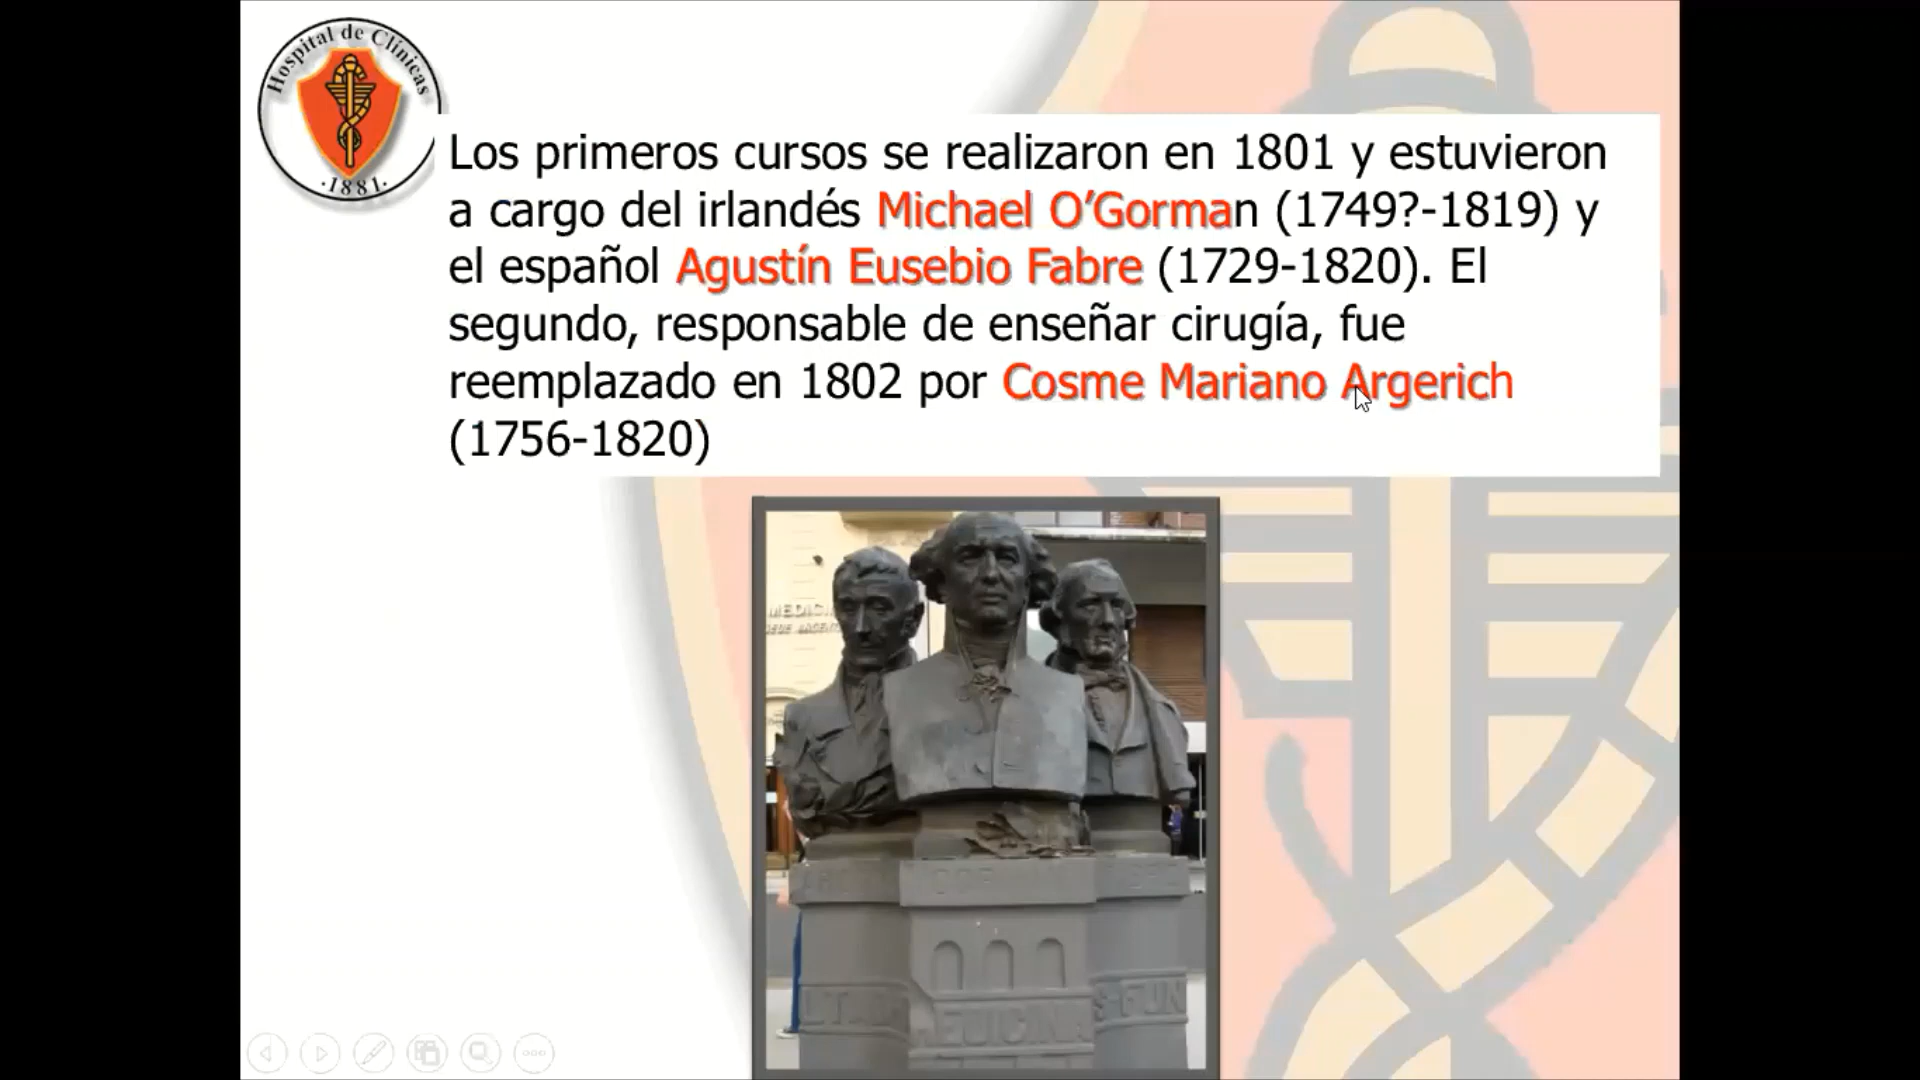 Hospital de Clínicas
·1881·
Los primeros cursos se realizaron en 1801 y estuvieron
a cargo del irlandés Michael O’Gorman (1749?-1819) y
el español Agustín Eusebio Fabre (1729-1820). El
segundo, responsable de enseñar cirugía, fue
reemplazado en 1802 por Cosme Mariano Argerich
(1756-1820)